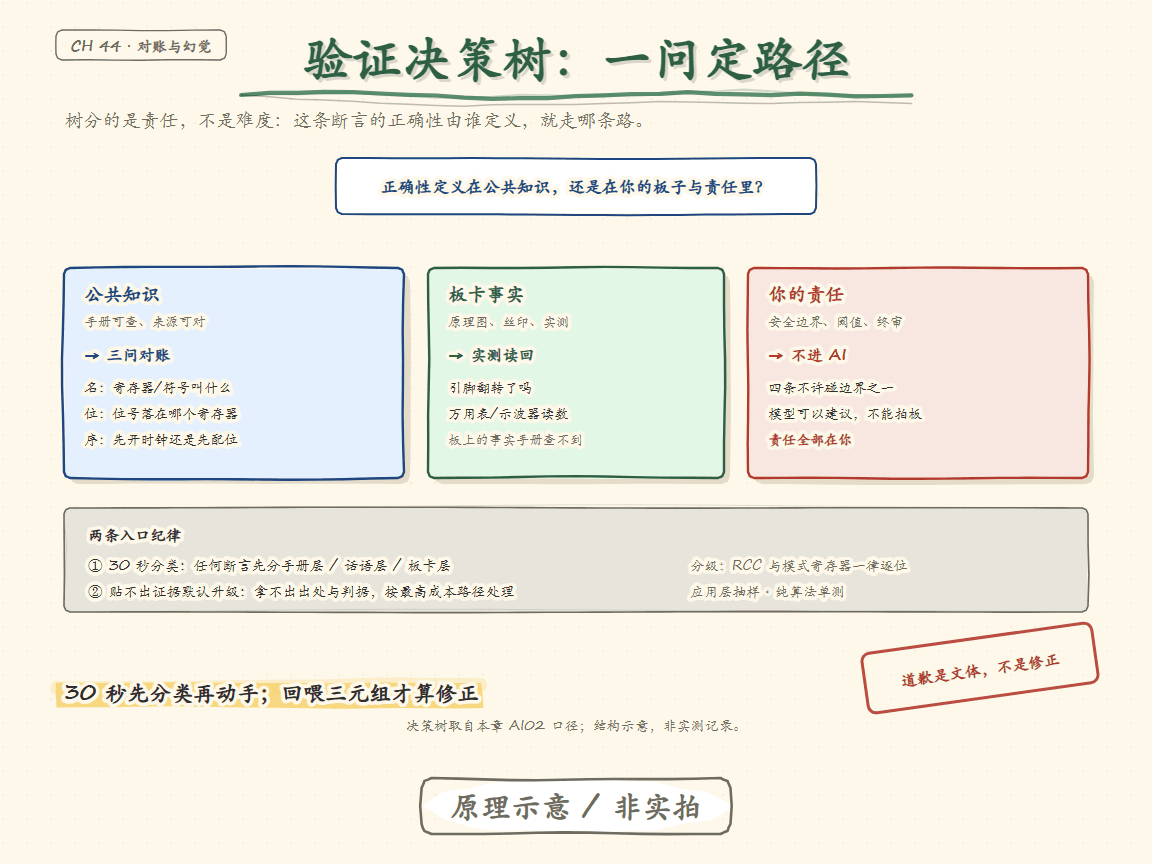 CH 44 · 对账与幻觉
验证决策树：一问定路径
树分的是责任，不是难度：这条断言的正确性由谁定义，就走哪条路。
正确性定义在公共知识，还是在你的板子与责任里？
公共知识
手册可查、来源可对
→ 三问对账
名：寄存器/符号叫什么
位：位号落在哪个寄存器
序：先开时钟还是先配位
板卡事实
原理图、丝印、实测
→ 实测读回
引脚翻转了吗
万用表/示波器读数
板上的事实手册查不到
你的责任
安全边界、阈值、终审
→ 不进 AI
四条不许碰边界之一
模型可以建议，不能拍板
责任全部在你
两条入口纪律
① 30 秒分类：任何断言先分手册层 / 话语层 / 板卡层
② 贴不出证据默认升级：拿不出出处与判据，按最高成本路径处理
分级：RCC 与模式寄存器一律逐位
应用层抽样·纯算法单测
道歉是文体，不是修正
30 秒先分类再动手；回喂三元组才算修正
决策树取自本章 AI02 口径；结构示意，非实测记录。
原理示意 / 非实拍